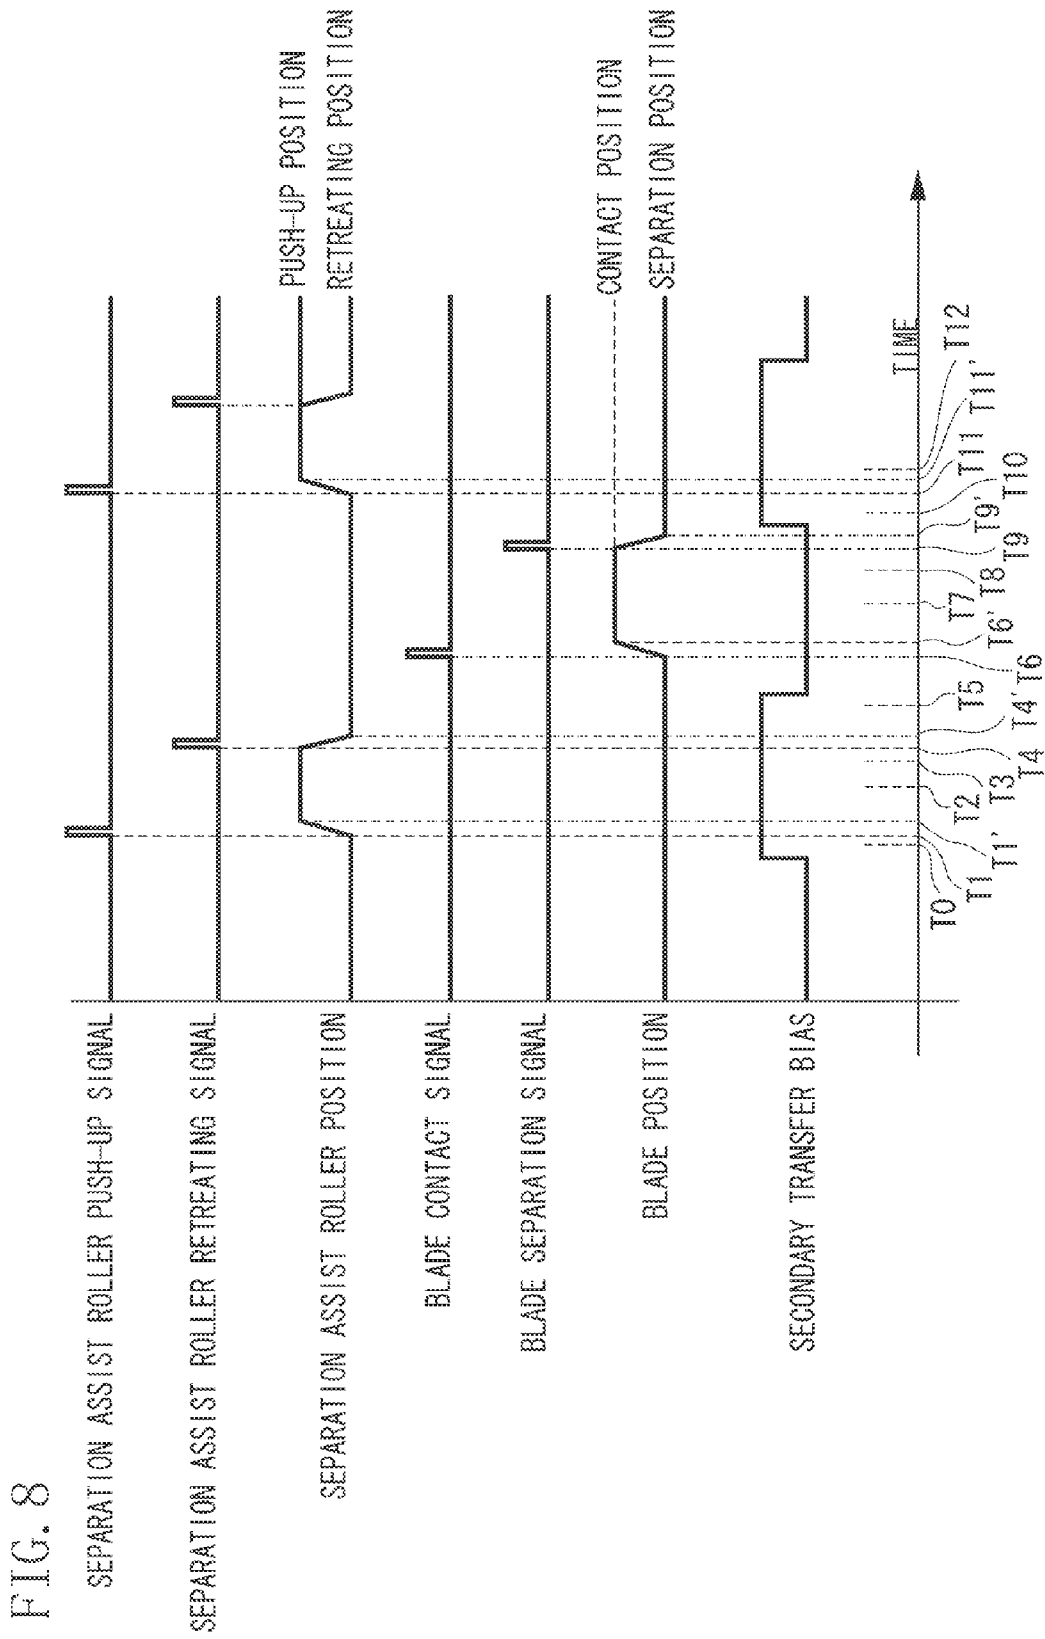 FIG. 8
SEPARATION ASSIST ROLLER PUSH-UP SIGNAL
SEPARATION ASSIST ROLLER RETREATING SIGNAL
PUSH-UP POSITION
SEPARATION ASSIST ROLLER POSITION
RETREATING POSITION
BLADE CONTACT SIGNAL
BLADE SEPARATION SIGNAL
CONTACT POSITION
BLADE POSITION
SEPARATION POSITION
SECONDARY TRANSFER BIAS
TIME
T0
T1
T1'
T2
T3
T4
T4'
T5
T6
T6'
T7
T8
T9
T9'
T10
T11
T11'
T12